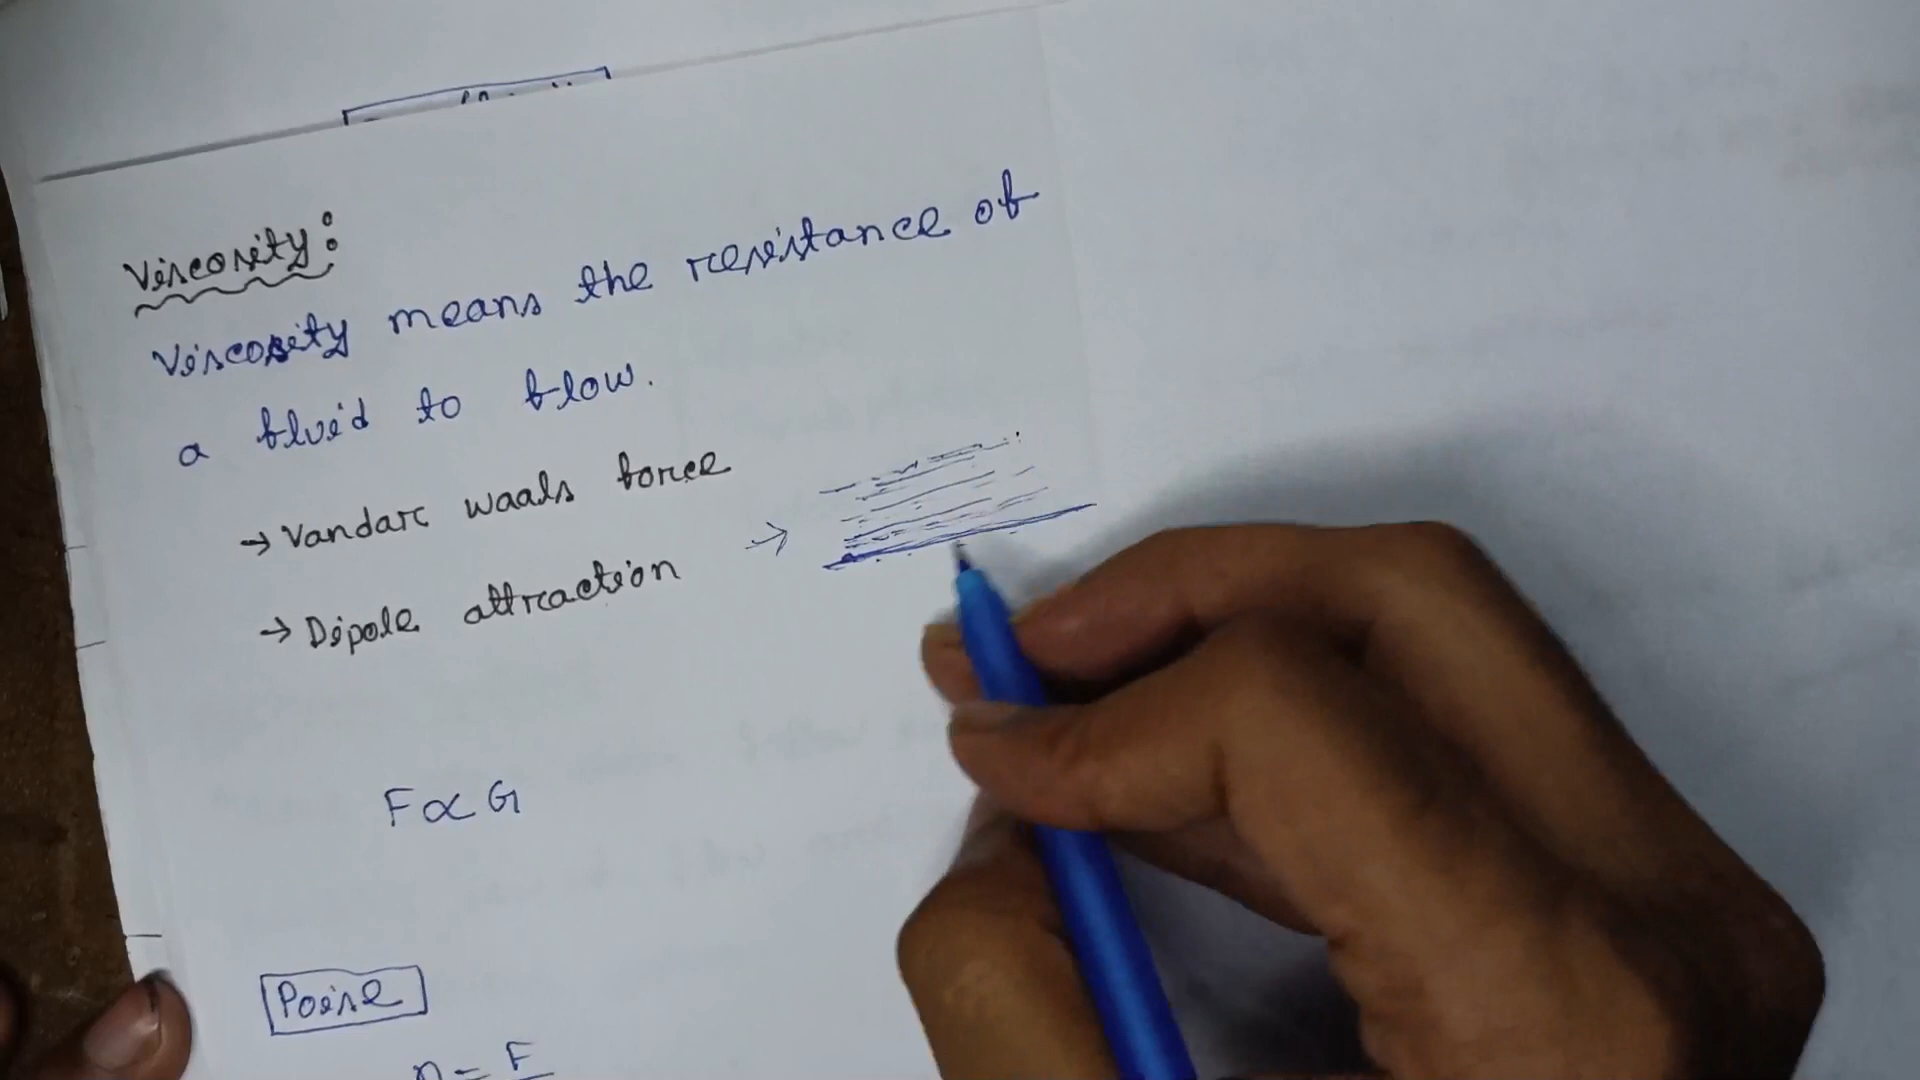 Viscosity:
Viscosity means the resistance of
a fluid to flow.
→ Vandar waals force
→ Dipole attraction
→
F ∝ G
Poise
η = F